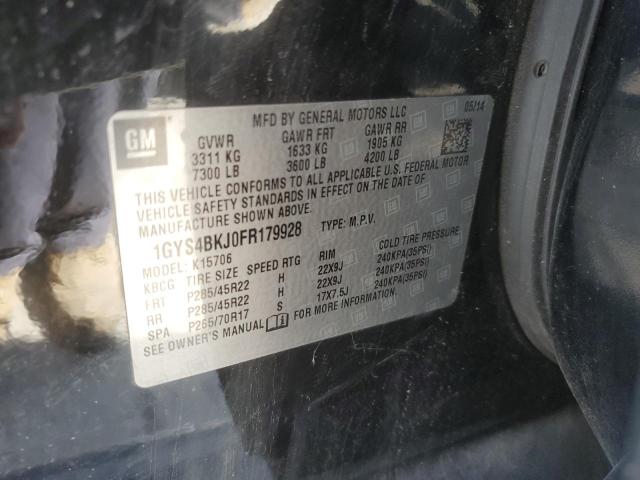 MFD BY GENERAL MOTORS LLC 05/14
GM
GVWR GAWR FRT GAWR RR
3311 KG 1633 KG 1905 KG
7300 LB 3600 LB 4200 LB
THIS VEHICLE CONFORMS TO ALL APPLICABLE U.S. FEDERAL MOTOR
VEHICLE SAFETY STANDARDS IN EFFECT ON THE DATE OF
MANUFACTURE SHOWN ABOVE.
1GYS4BKJ0FR179928 TYPE: M.P.V.
MODEL: K15706
KBCG TIRE SIZE SPEED RTG RIM COLD TIRE PRESSURE
FRT P285/45R22 H 22X9J 240KPA(35PSI)
RR P285/45R22 H 22X9J 240KPA(35PSI)
SPA P265/70R17 S 17X7.5J 240KPA(35PSI)
SEE OWNER'S MANUAL FOR MORE INFORMATION